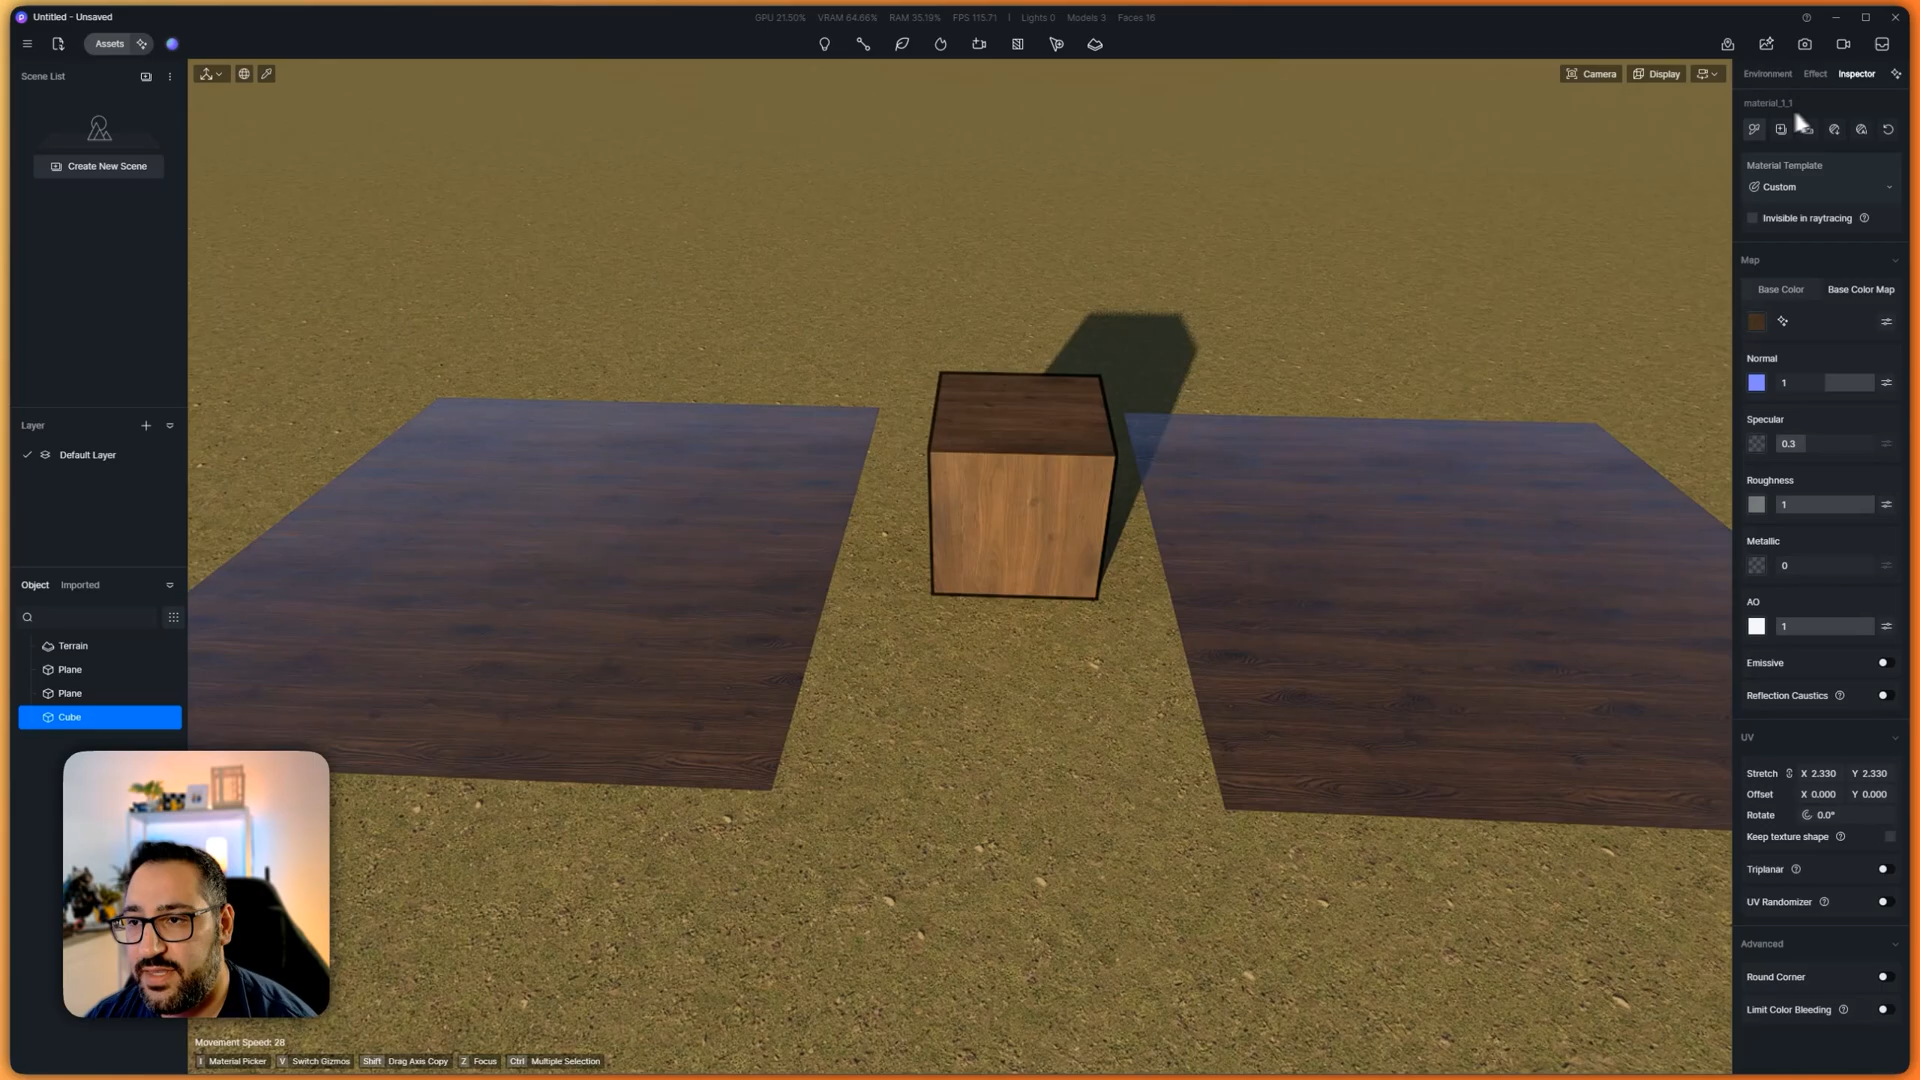 Untitled - Unsaved
GPU 21.50% VRAM 64.66% RAM 35.19% FPS 115.71 | Lights 0 Models 3 Faces 16
Assets
Scene List
Create New Scene
Layer
Default Layer
Object Imported
Terrain
Plane
Plane
Cube
Camera Display
Movement Speed: 28
I Material Picker V Switch Gizmos Shift Drag Axis Copy Z Focus Ctrl Multiple Selection
Environment Effect Inspector
material_1_1
Material Template
Custom
Invisible in raytracing
Map
Base Color Base Color Map
Normal
1
Specular
0.3
Roughness
1
Metallic
0
AO
1
Emissive
Reflection Caustics
UV
Stretch X 2.330 Y 2.330
Offset X 0.000 Y 0.000
Rotate 0.0°
Keep texture shape
Triplanar
UV Randomizer
Advanced
Round Corner
Limit Color Bleeding